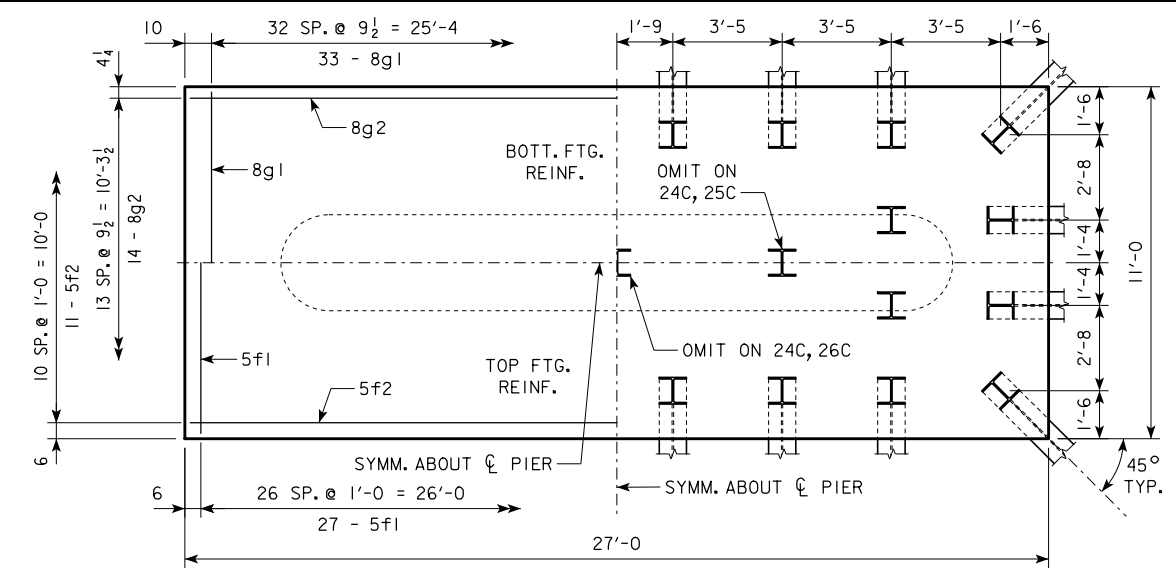 10
32 SP. @ 9½ = 25'-4
33 - 8g1
1'-9
3'-5
3'-5
3'-5
1'-6
4¼
8g2
8g1
BOTT. FTG.
REINF.
OMIT ON
24C, 25C
10 SP. @ 1'-0 = 10'-0
11 - 5f2
13 SP. @ 9½ = 10'-3½
14 - 8g2
1'-6
2'-8
1'-4
1'-4
2'-8
1'-6
11'-0
5f1
OMIT ON 24C, 26C
TOP FTG.
REINF.
5f2
6
SYMM. ABOUT ℄ PIER
SYMM. ABOUT ℄ PIER
45°
TYP.
6
26 SP. @ 1'-0 = 26'-0
27 - 5f1
27'-0